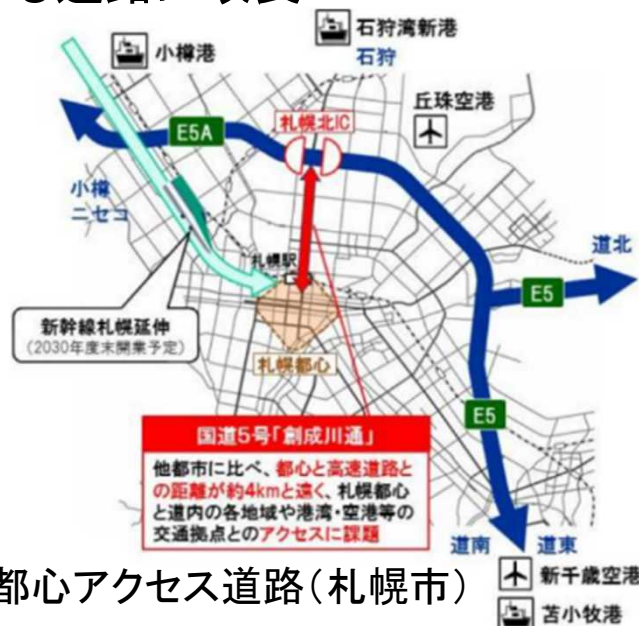 石狩湾新港
石狩
小樽港
丘珠空港
E5A
札幌北IC
小樽
ニセコ
道北
札幌駅
E5
新幹線札幌延伸
(2030年度末開業予定)
札幌都心
E5
国道5号「創成川通」
他都市に比べ、都心と高速道路と
の距離が約4kmと遠く、札幌都心
と道内の各地域や港湾・空港等の
交通拠点とのアクセスに課題
道南
道東
都心アクセス道路(札幌市)
新千歳空港
苫小牧港